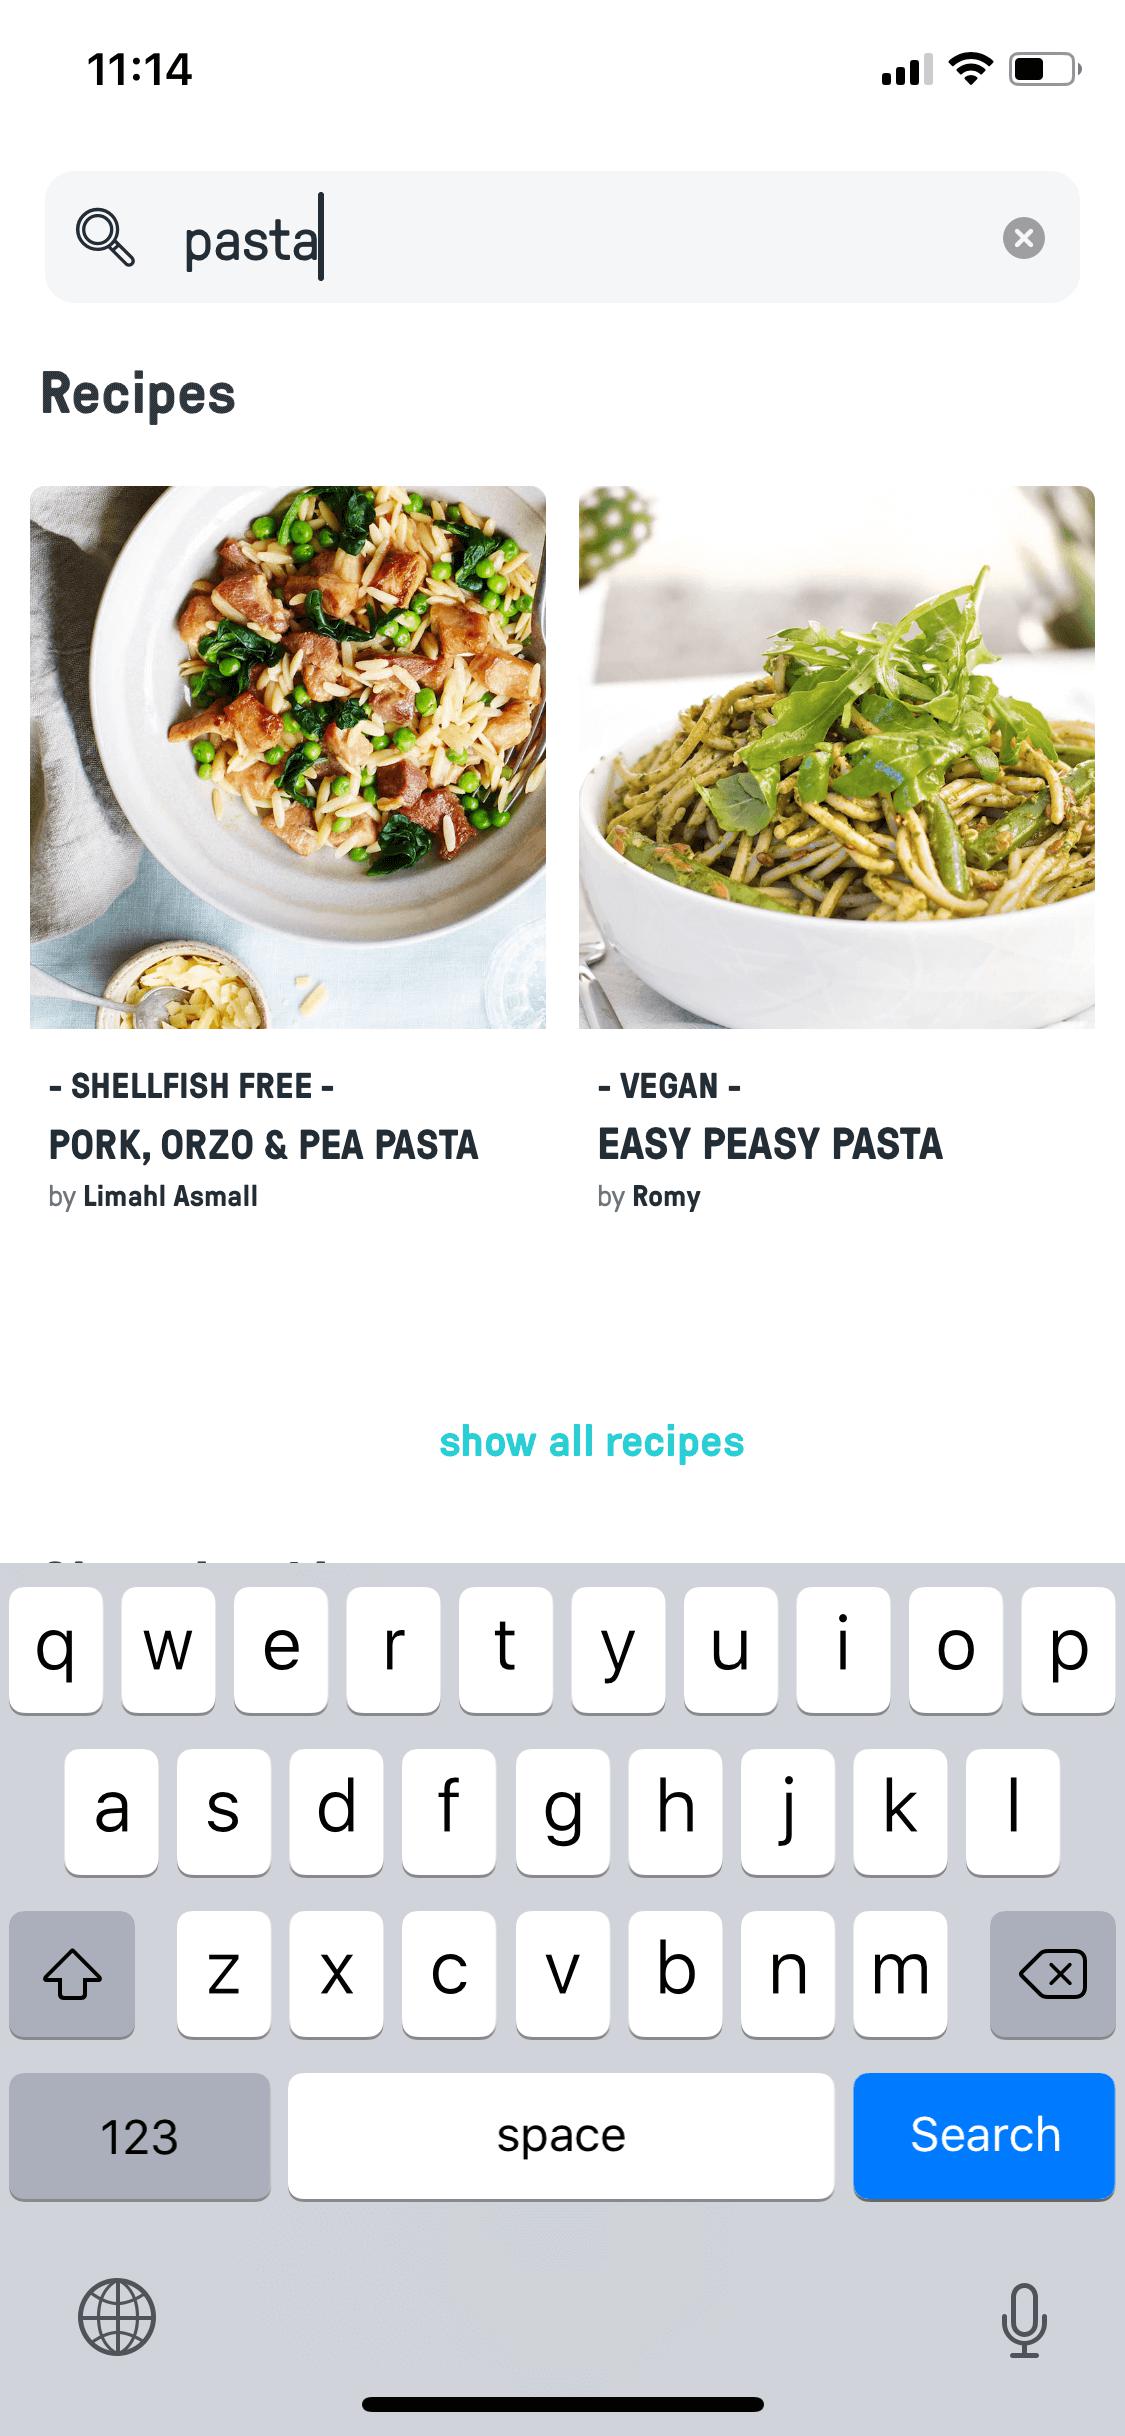 11:14
pasta
Recipes
- SHELLFISH FREE -
PORK, ORZO & PEA PASTA
by Limahl Asmall
- VEGAN -
EASY PEASY PASTA
by Romy
show all recipes
q w e r t y u i o p
a s d f g h j k l
z x c v b n m
123 space Search